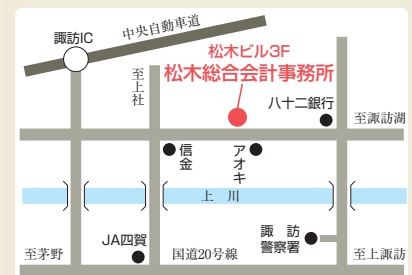 諏訪IC
中央自動車道
松木ビル3F
松木総合会計事務所
至上社
八十二銀行
至諏訪湖
信金
アオキ
上川
JA四賀
諏訪
警察署
至茅野
国道20号線
至上諏訪